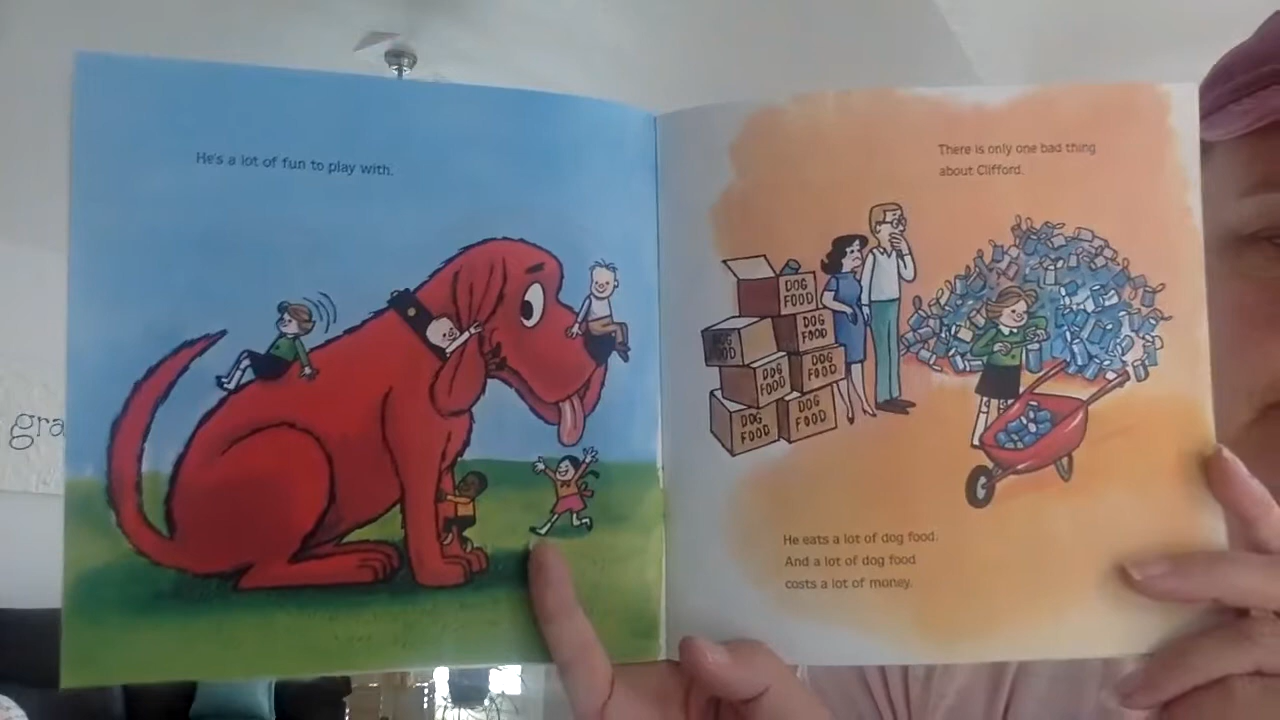 He's a lot of fun to play with.
There is only one bad thing
about Clifford.
DOG
FOOD
DOG
FOOD
DOG
FOOD
DOG
FOOD
DOG
FOOD
DOG
FOOD
DOG
FOOD
He eats a lot of dog food.
And a lot of dog food
costs a lot of money.
gra